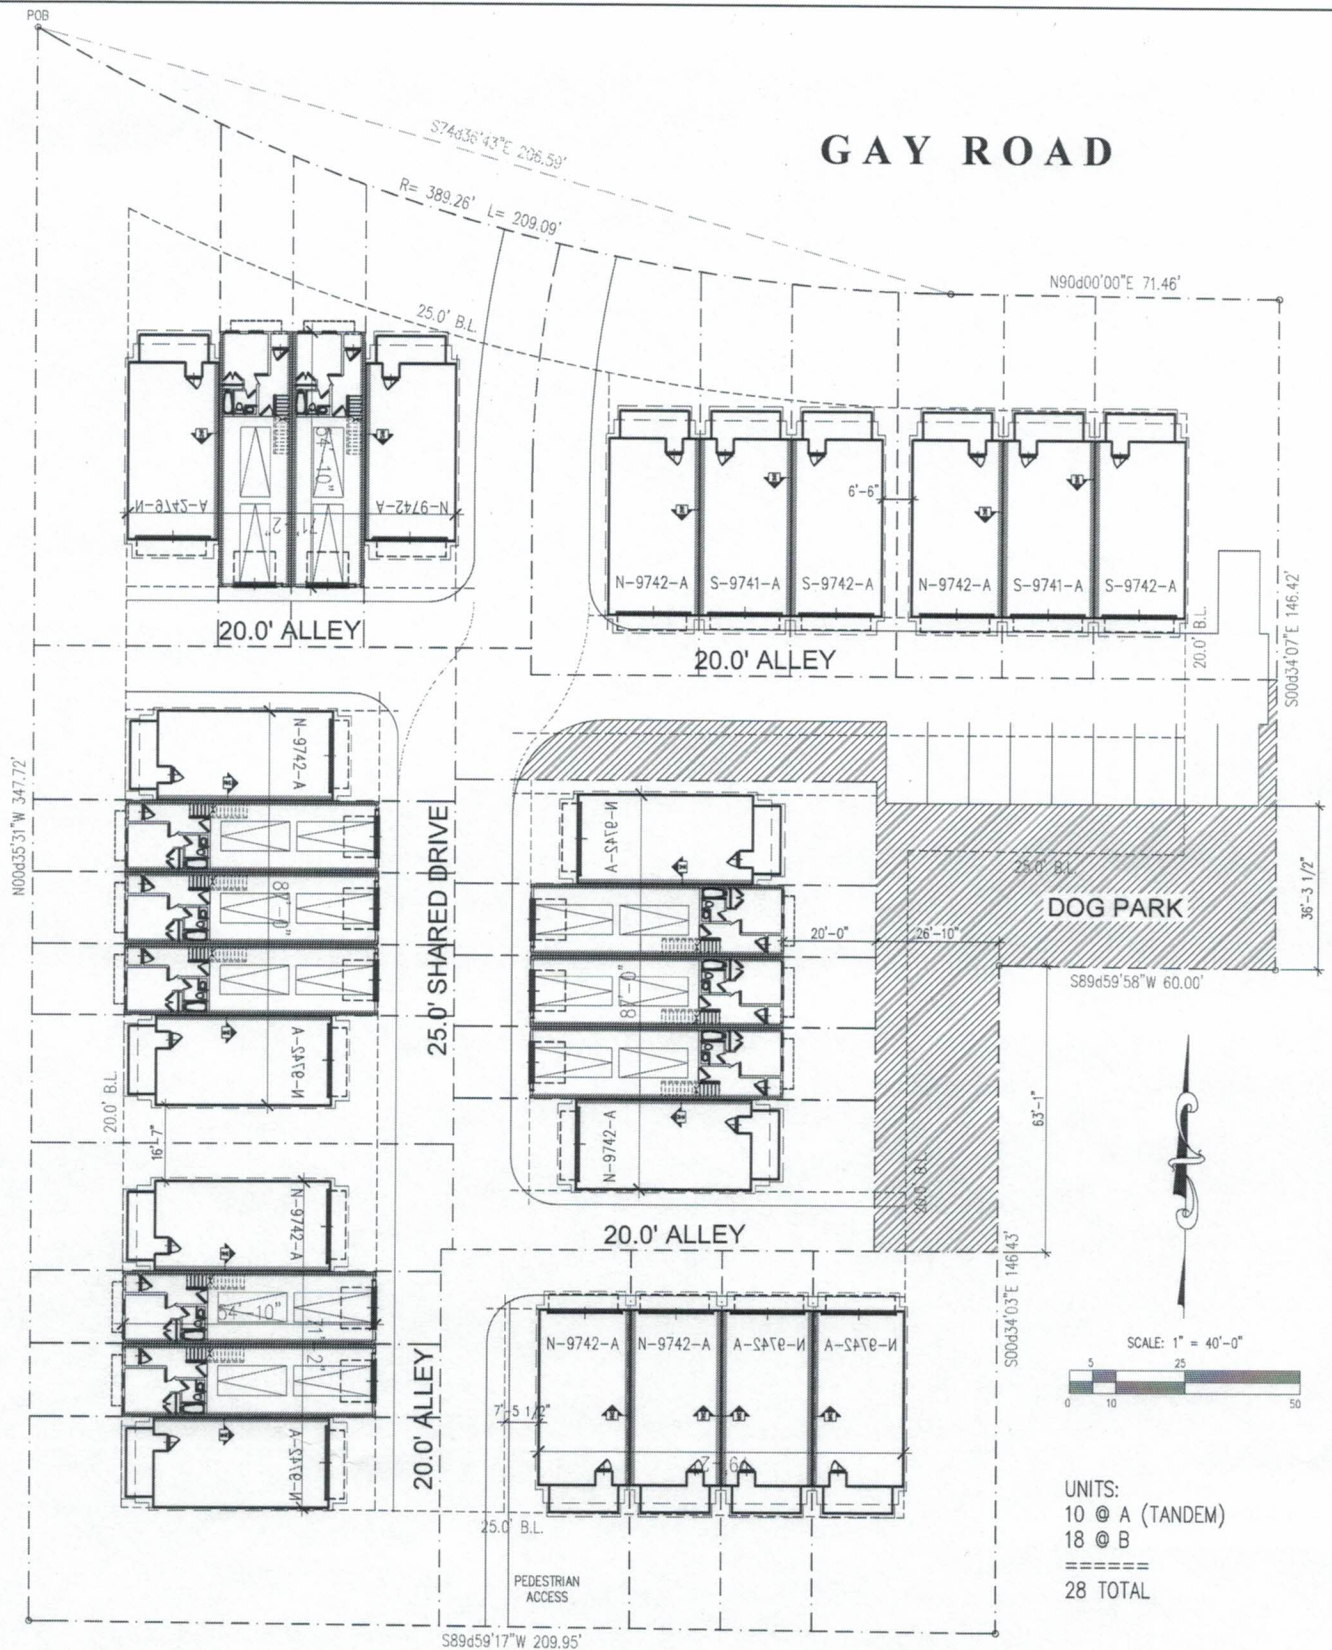 POB
GAY ROAD
S74d36'43"E 206.59'
R= 389.26' L= 209.09'
N90d00'00"E 71.46'
25.0' B.L.
54'-10"
71'-2"
N-9742-A
N-9742-A
6'-6"
N-9742-A
S-9741-A
S-9742-A
N-9742-A
S-9741-A
S-9742-A
20.0' ALLEY
20.0' ALLEY
20.0' B.L.
S00d34'07"E 146.42'
N00d35'31"W 347.72'
N-9742-A
25.0' SHARED DRIVE
N-9742-A
25.0' B.L.
DOG PARK
36'-3 1/2"
20'-0"
26'-10"
S89d59'58"W 60.00'
N-9742-A
N-9742-A
20.0' B.L.
16'-7"
63'-1"
20.0' B.L.
20.0' ALLEY
N-9742-A
S00d34'03"E 146.43'
54'-10"
71'-2"
N-9742-A
N-9742-A
N-9742-A
N-9742-A
N-9742-A
SCALE: 1" = 40'-0"
5 25
0 10 50
20.0' ALLEY
7'-5 1/2"
25.0' B.L.
UNITS:
10 @ A (TANDEM)
18 @ B
======
28 TOTAL
PEDESTRIAN
ACCESS
S89d59'17"W 209.95'